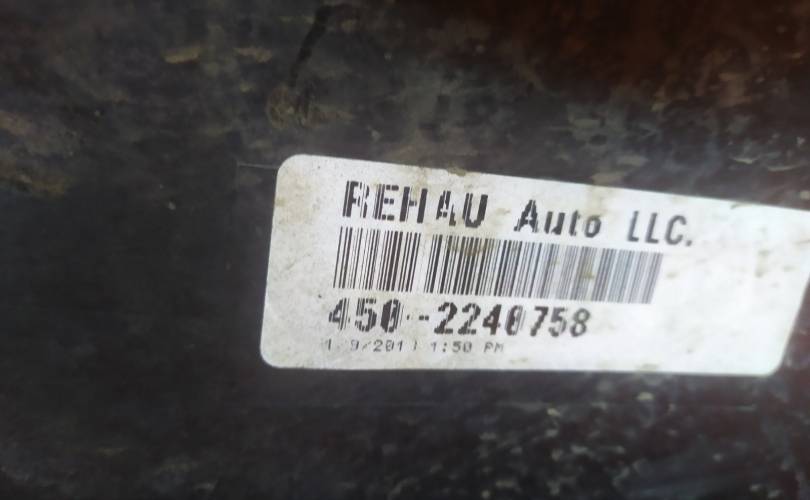 REHAU Auto LLC.
450--2240758
1:50 PM